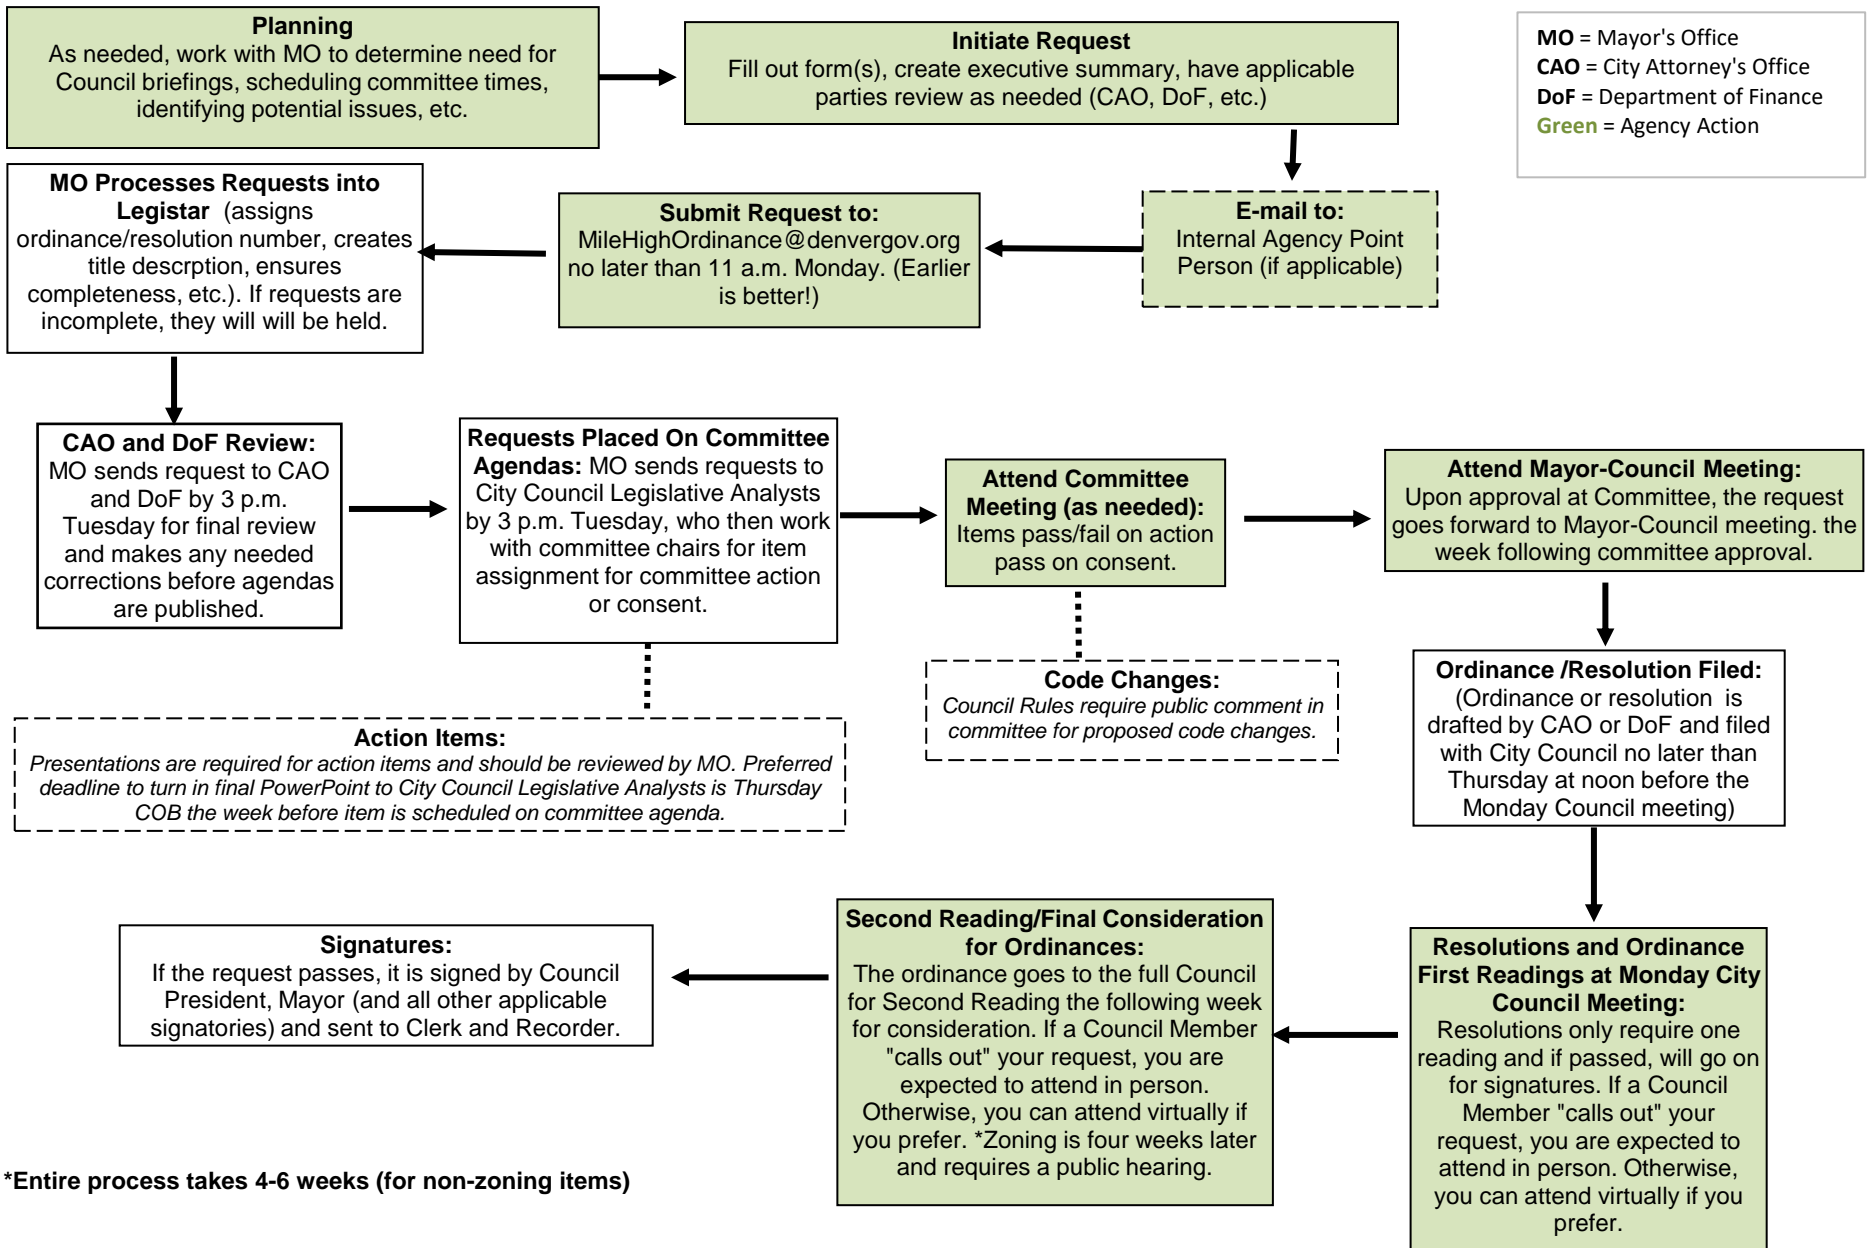 Planning
As needed, work with MO to determine need for
Council briefings, scheduling committee times,
identifying potential issues, etc.
Initiate Request
Fill out form(s), create executive summary, have applicable
parties review as needed (CAO, DoF, etc.)
MO = Mayor's Office
CAO = City Attorney's Office
DoF = Department of Finance
Green = Agency Action
MO Processes Requests into
Legistar (assigns
ordinance/resolution number, creates
title descrption, ensures
completeness, etc.). If requests are
incomplete, they will will be held.
Submit Request to:
MileHighOrdinance@denvergov.org
no later than 11 a.m. Monday. (Earlier
is better!)
E-mail to:
Internal Agency Point
Person (if applicable)
CAO and DoF Review:
MO sends request to CAO
and DoF by 3 p.m.
Tuesday for final review
and makes any needed
corrections before agendas
are published.
Requests Placed On Committee
Agendas: MO sends requests to
City Council Legislative Analysts
by 3 p.m. Tuesday, who then work
with committee chairs for item
assignment for committee action
or consent.
Attend Committee
Meeting (as needed):
Items pass/fail on action
pass on consent.
Attend Mayor-Council Meeting:
Upon approval at Committee, the request
goes forward to Mayor-Council meeting. the
week following committee approval.
Action Items:
Presentations are required for action items and should be reviewed by MO. Preferred
deadline to turn in final PowerPoint to City Council Legislative Analysts is Thursday
COB the week before item is scheduled on committee agenda.
Code Changes:
Council Rules require public comment in
committee for proposed code changes.
Ordinance /Resolution Filed:
(Ordinance or resolution is
drafted by CAO or DoF and filed
with City Council no later than
Thursday at noon before the
Monday Council meeting)
Signatures:
If the request passes, it is signed by Council
President, Mayor (and all other applicable
signatories) and sent to Clerk and Recorder.
Second Reading/Final Consideration
for Ordinances:
The ordinance goes to the full Council
for Second Reading the following week
for consideration. If a Council Member
"calls out" your request, you are
expected to attend in person.
Otherwise, you can attend virtually if
you prefer. *Zoning is four weeks later
and requires a public hearing.
Resolutions and Ordinance
First Readings at Monday City
Council Meeting:
Resolutions only require one
reading and if passed, will go on
for signatures. If a Council
Member "calls out" your
request, you are expected to
attend in person. Otherwise,
you can attend virtually if you
prefer.
*Entire process takes 4-6 weeks (for non-zoning items)